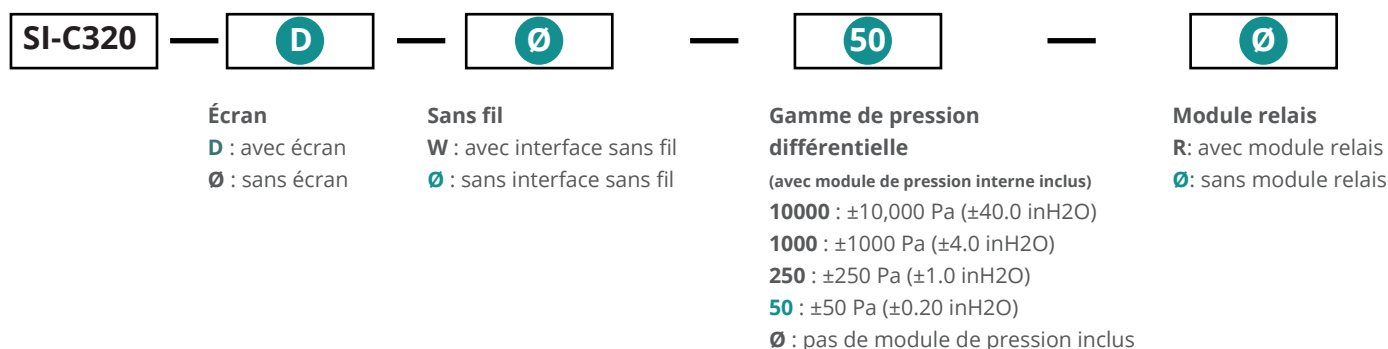 SI-C320 — D — Ø — 50 — Ø
Écran
D : avec écran
Ø : sans écran
Sans fil
W : avec interface sans fil
Ø : sans interface sans fil
Gamme de pression
différentielle
(avec module de pression interne inclus)
10000 : ±10,000 Pa (±40.0 inH2O)
1000 : ±1000 Pa (±4.0 inH2O)
250 : ±250 Pa (±1.0 inH2O)
50 : ±50 Pa (±0.20 inH2O)
Ø : pas de module de pression inclus
Module relais
R: avec module relais
Ø: sans module relais